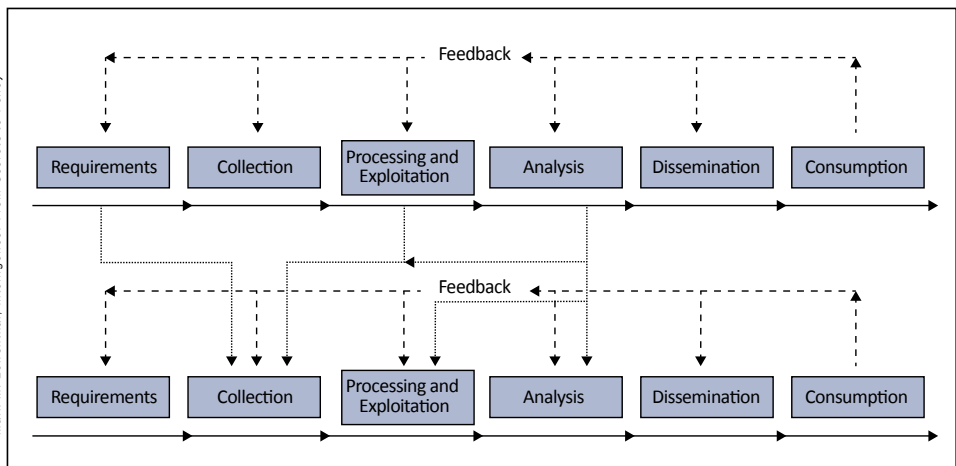 Feedback
Requirements
Collection
Processing and
Exploitation
Analysis
Dissemination
Consumption
Feedback
Requirements
Collection
Processing and
Exploitation
Analysis
Dissemination
Consumption